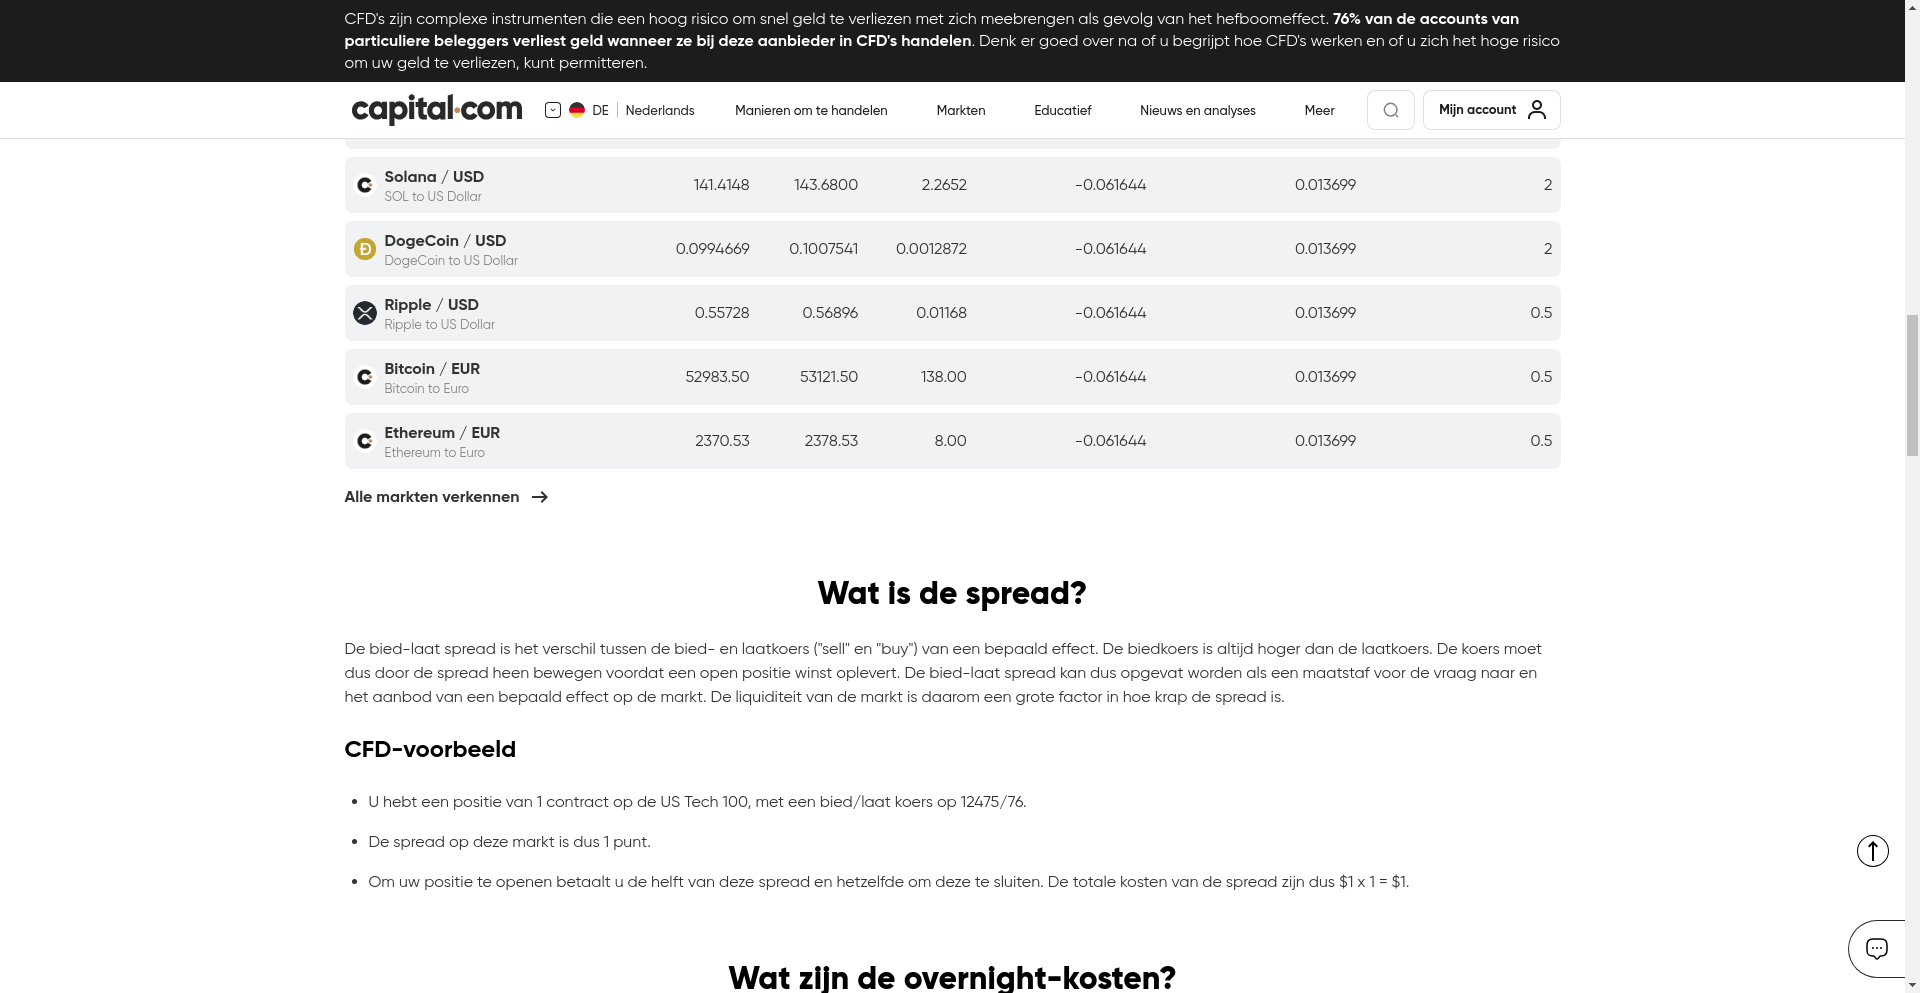 CFD's zijn complexe instrumenten die een hoog risico om snel geld te verliezen met zich meebrengen als gevolg van het hefboomeffect. 76% van de accounts van
particuliere beleggers verliest geld wanneer ze bij deze aanbieder in CFD's handelen. Denk er goed over na of u begrijpt hoe CFD's werken en of u zich het hoge risico
om uw geld te verliezen, kunt permitteren.
capital.com DE Nederlands Manieren om te handelen Markten Educatief Nieuws en analyses Meer Mijn account
Solana / USD 141.4148 143.6800 2.2652 -0.061644 0.013699 2
SOL to US Dollar
DogeCoin / USD 0.0994669 0.1007541 0.0012872 -0.061644 0.013699 2
DogeCoin to US Dollar
Ripple / USD 0.55728 0.56896 0.01168 -0.061644 0.013699 0.5
Ripple to US Dollar
Bitcoin / EUR 52983.50 53121.50 138.00 -0.061644 0.013699 0.5
Bitcoin to Euro
Ethereum / EUR 2370.53 2378.53 8.00 -0.061644 0.013699 0.5
Ethereum to Euro
Alle markten verkennen
Wat is de spread?
De bied-laat spread is het verschil tussen de bied- en laatkoers ("sell" en "buy") van een bepaald effect. De biedkoers is altijd hoger dan de laatkoers. De koers moet
dus door de spread heen bewegen voordat een open positie winst oplevert. De bied-laat spread kan dus opgevat worden als een maatstaf voor de vraag naar en
het aanbod van een bepaald effect op de markt. De liquiditeit van de markt is daarom een grote factor in hoe krap de spread is.
CFD-voorbeeld
• U hebt een positie van 1 contract op de US Tech 100, met een bied/laat koers op 12475/76.
• De spread op deze markt is dus 1 punt.
• Om uw positie te openen betaalt u de helft van deze spread en hetzelfde om deze te sluiten. De totale kosten van de spread zijn dus $1 x 1 = $1.
Wat zijn de overnight-kosten?